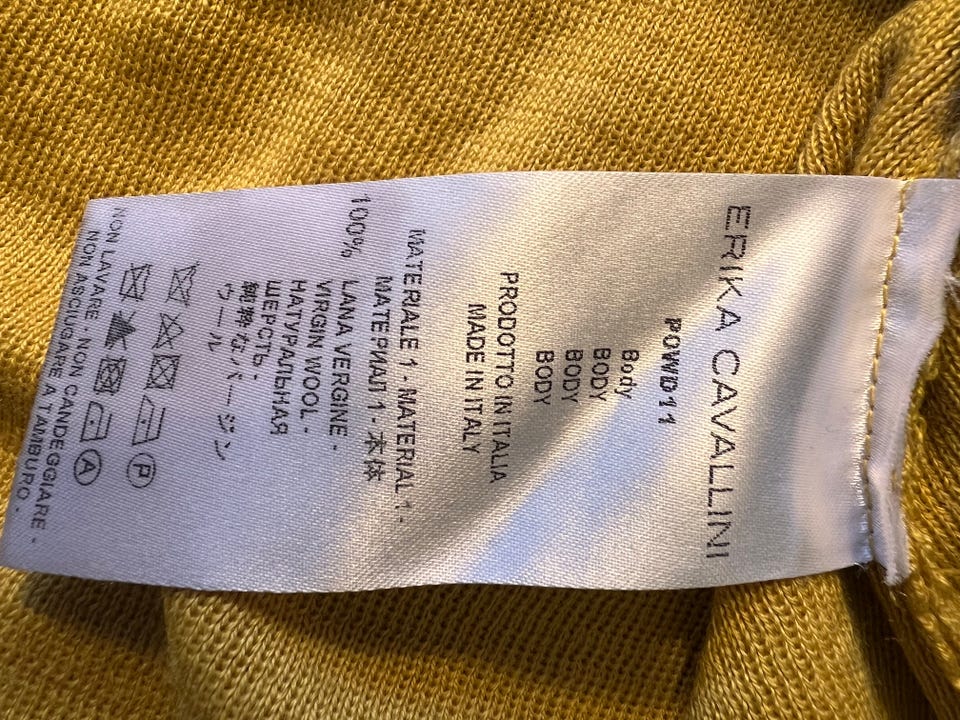 ERIKA CAVALLINI
POWD11
Body
BODY
BODY
BODY
PRODOTTO IN ITALIA
MADE IN ITALY
MATERIALE 1 - MATERIAL 1 -
МАТЕРИАЛ 1 - 本体
100% LANA VERGINE -
VIRGIN WOOL -
НАТУРАЛЬНАЯ
ШЕРСТЬ -
純粋なバージン
ウール
P
A
NON LAVARE - NON CANDEGGIARE -
NON ASCIUGARE A TAMBURO -